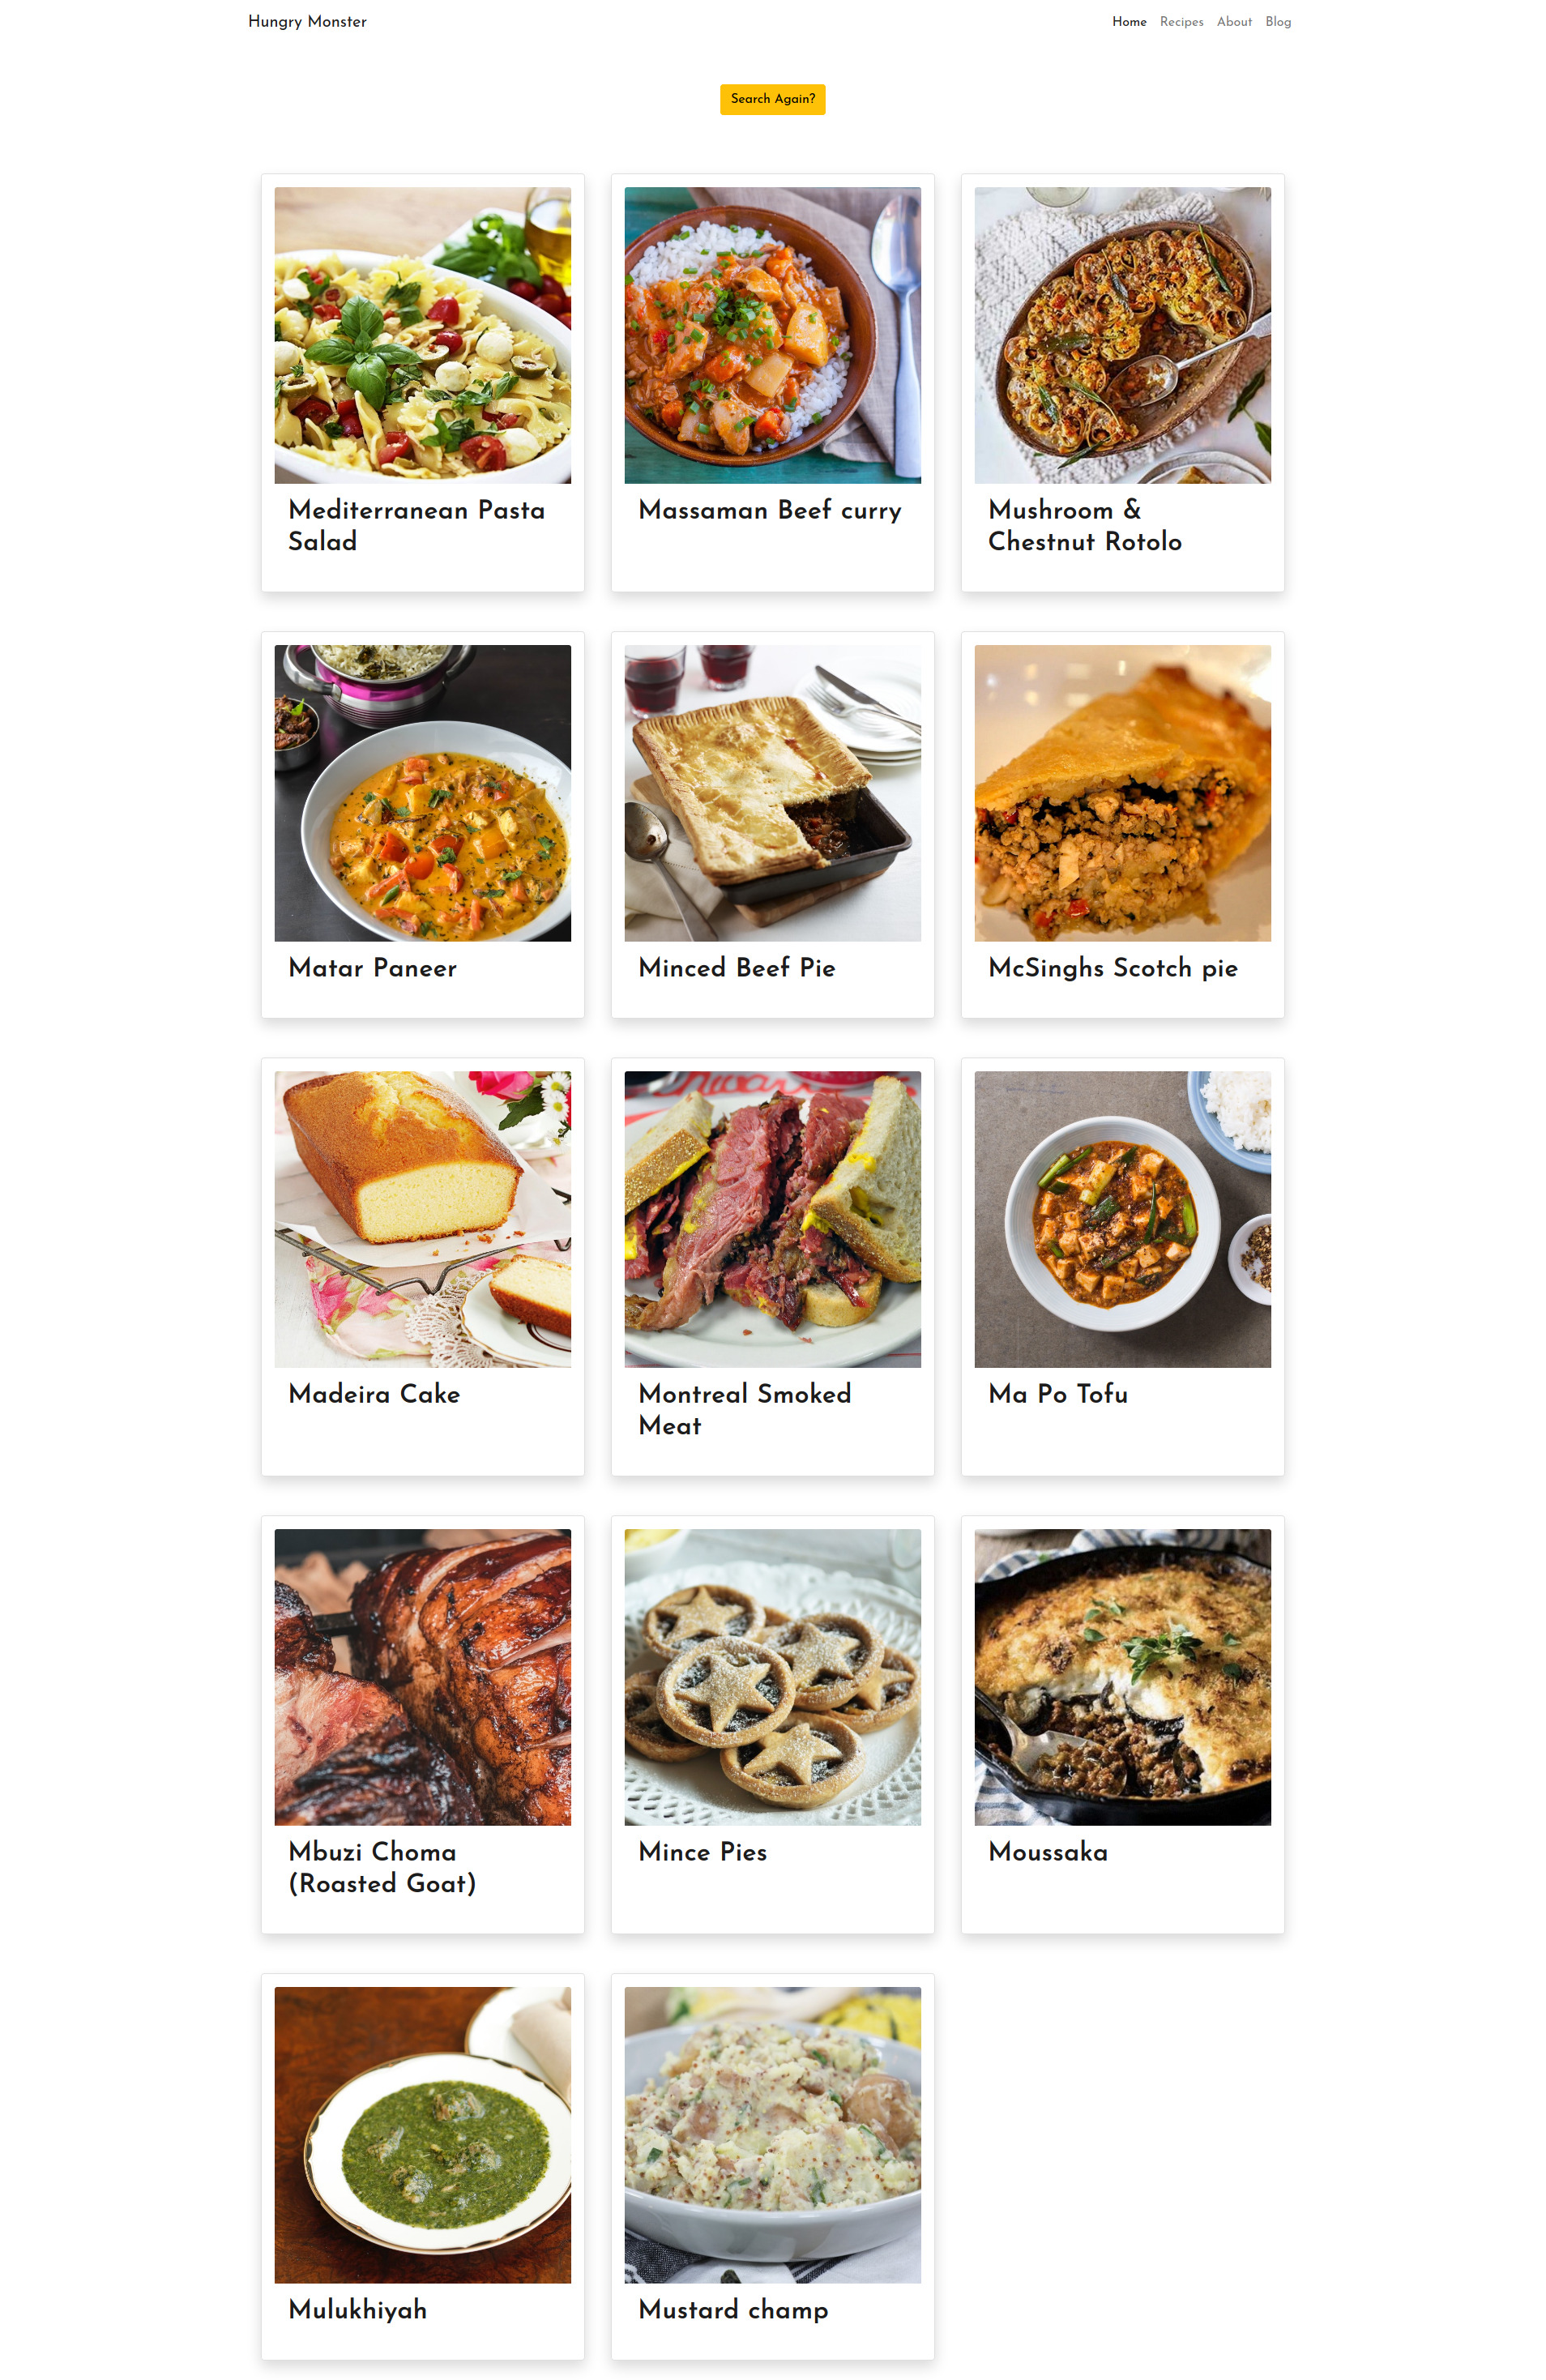 Hungry Monster
Home Recipes About Blog
Search Again?
Mediterranean Pasta
Salad
Massaman Beef curry
Mushroom &
Chestnut Rotolo
Matar Paneer
Minced Beef Pie
McSinghs Scotch pie
Madeira Cake
Montreal Smoked
Meat
Ma Po Tofu
Mbuzi Choma
(Roasted Goat)
Mince Pies
Moussaka
Mulukhiyah
Mustard champ